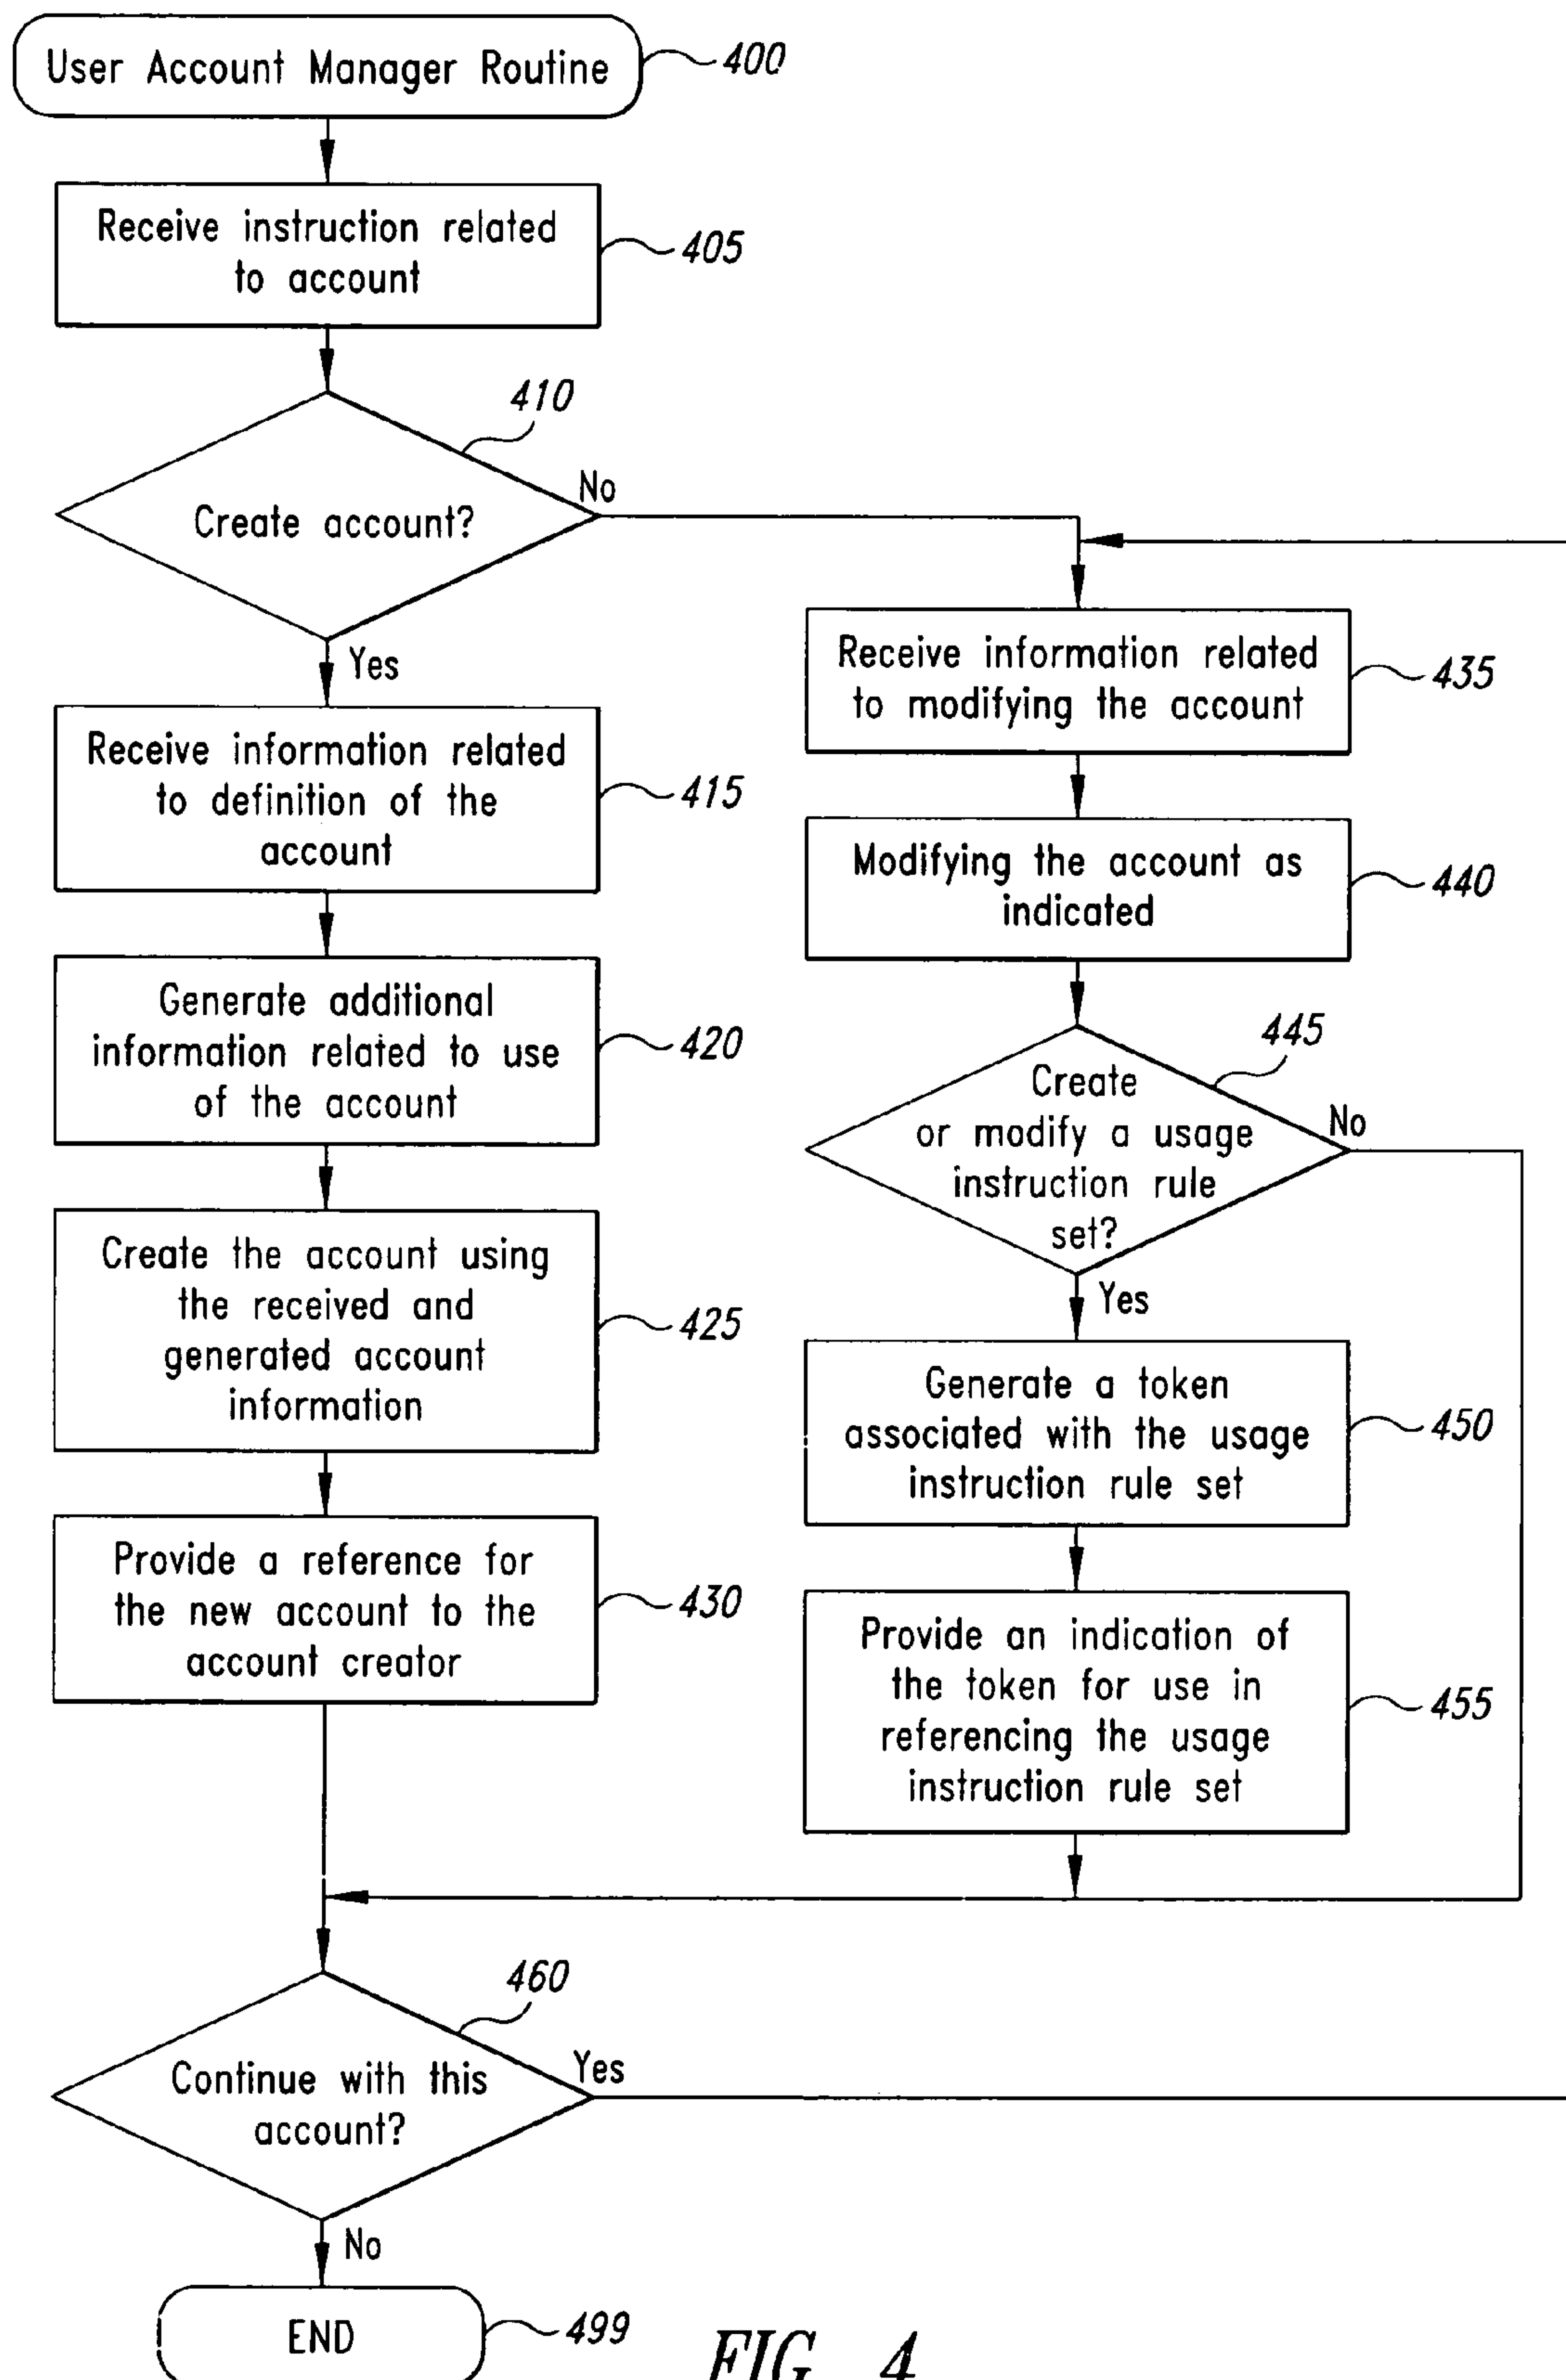 User Account Manager Routine
400
Receive instruction related
to account
405
410
Create account?
No
Yes
Receive information related
to definition of the
account
415
Generate additional
information related to use
of the account
420
Create the account using
the received and
generated account
information
425
Provide a reference for
the new account to the
account creator
430
Receive information related
to modifying the account
435
Modifying the account as
indicated
440
445
Create
or modify a usage
instruction rule
set?
No
Yes
Generate a token
associated with the usage
instruction rule set
450
Provide an indication of
the token for use in
referencing the usage
instruction rule set
455
460
Continue with this
account?
Yes
No
END
499
FIG. 4